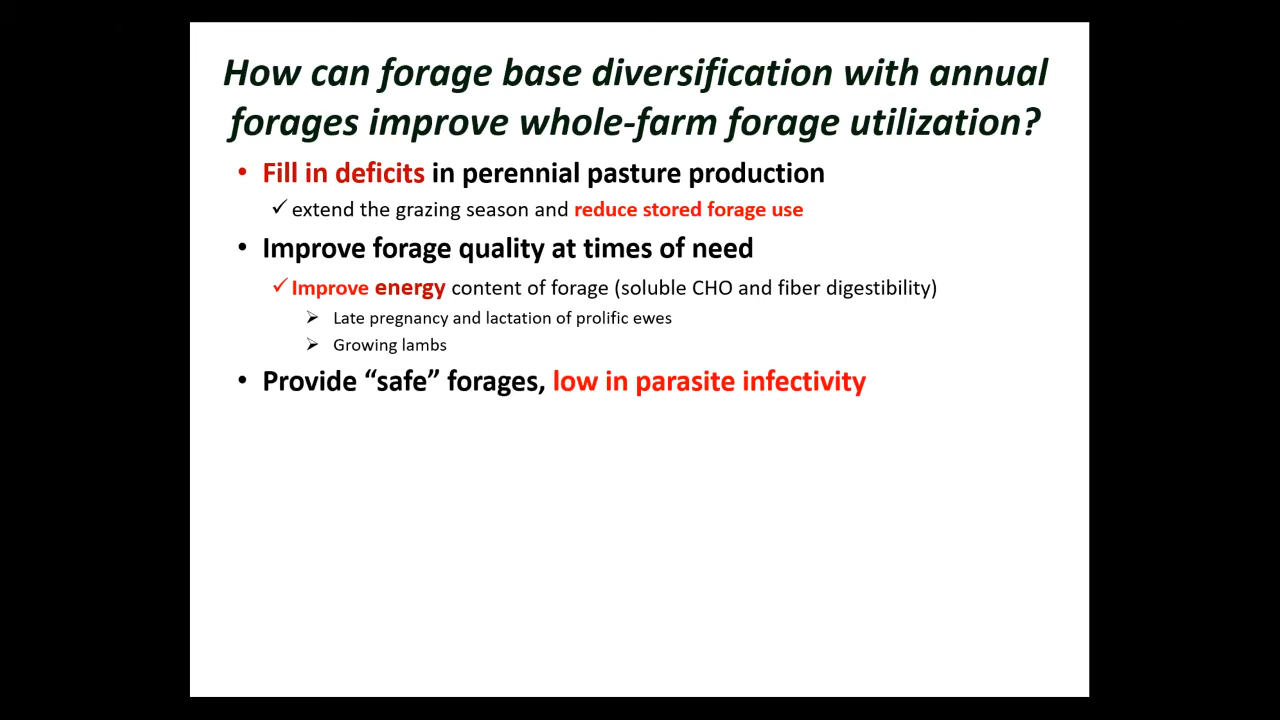 How can forage base diversification with annual
forages improve whole-farm forage utilization?
• Fill in deficits in perennial pasture production
✓ extend the grazing season and reduce stored forage use
• Improve forage quality at times of need
✓ Improve energy content of forage (soluble CHO and fiber digestibility)
➢ Late pregnancy and lactation of prolific ewes
➢ Growing lambs
• Provide “safe” forages, low in parasite infectivity